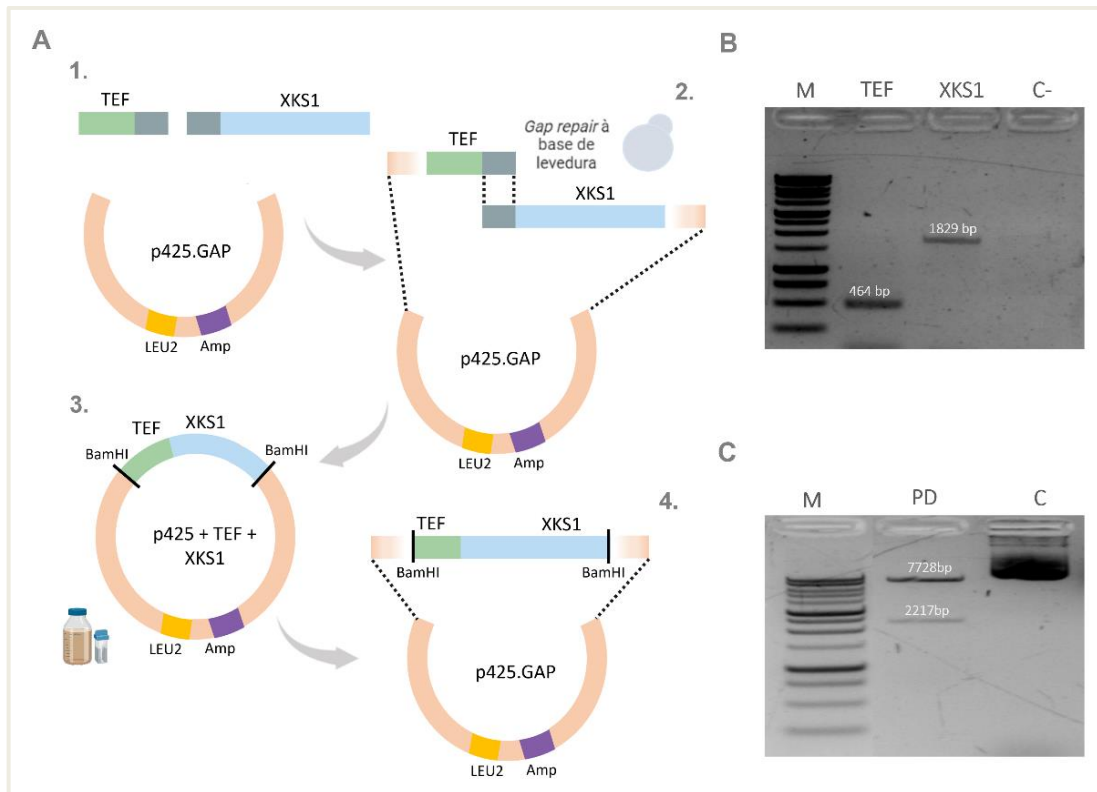 A
1.
TEF
XKS1
p425.GAP
LEU2
Amp
2.
Gap repair à
base de
levedura
TEF
XKS1
p425.GAP
LEU2
Amp
3.
TEF
XKS1
BamHI
BamHI
p425 + TEF +
XKS1
LEU2
Amp
4.
TEF
XKS1
BamHI
BamHI
p425.GAP
LEU2
Amp
B
M TEF XKS1 C-
1829 bp
464 bp
C
M PD C
7728bp
2217bp